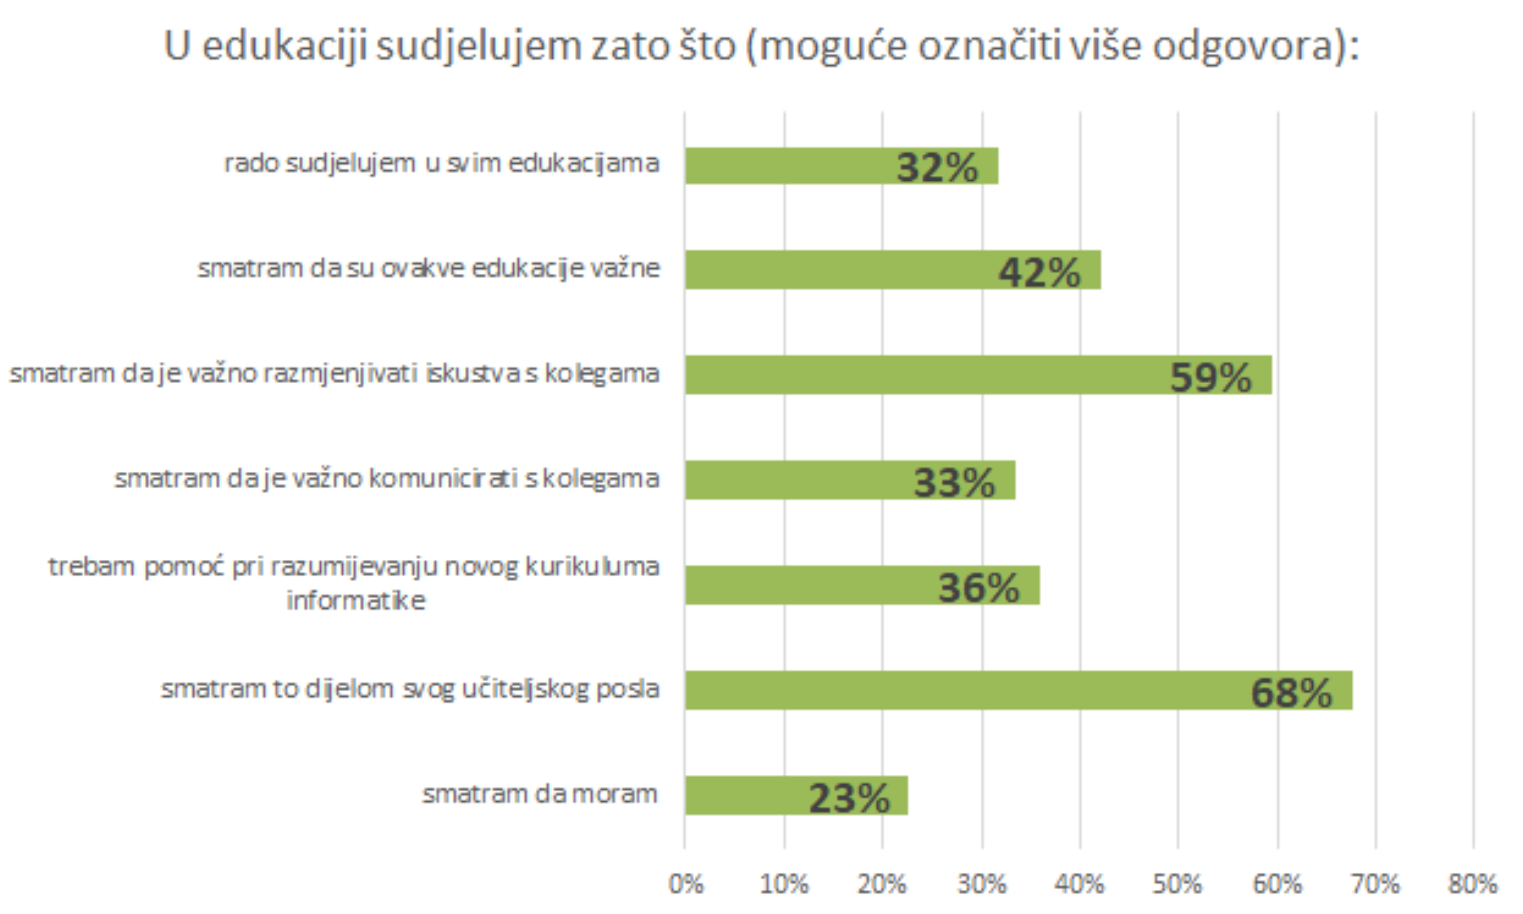 U edukaciji sudjelujem zato što (moguće označiti više odgovora):
rado sudjelujem u svim edukacijama
32%
smatram da su ovakve edukacije važne
42%
smatram da je važno razmjenjivati iskustva s kolegama
59%
smatram da je važno komunicirati s kolegama
33%
trebam pomoć pri razumijevanju novog kurikuluma
informatike
36%
smatram to dijelom svog učiteljskog posla
68%
smatram da moram
23%
0% 10% 20% 30% 40% 50% 60% 70% 80%